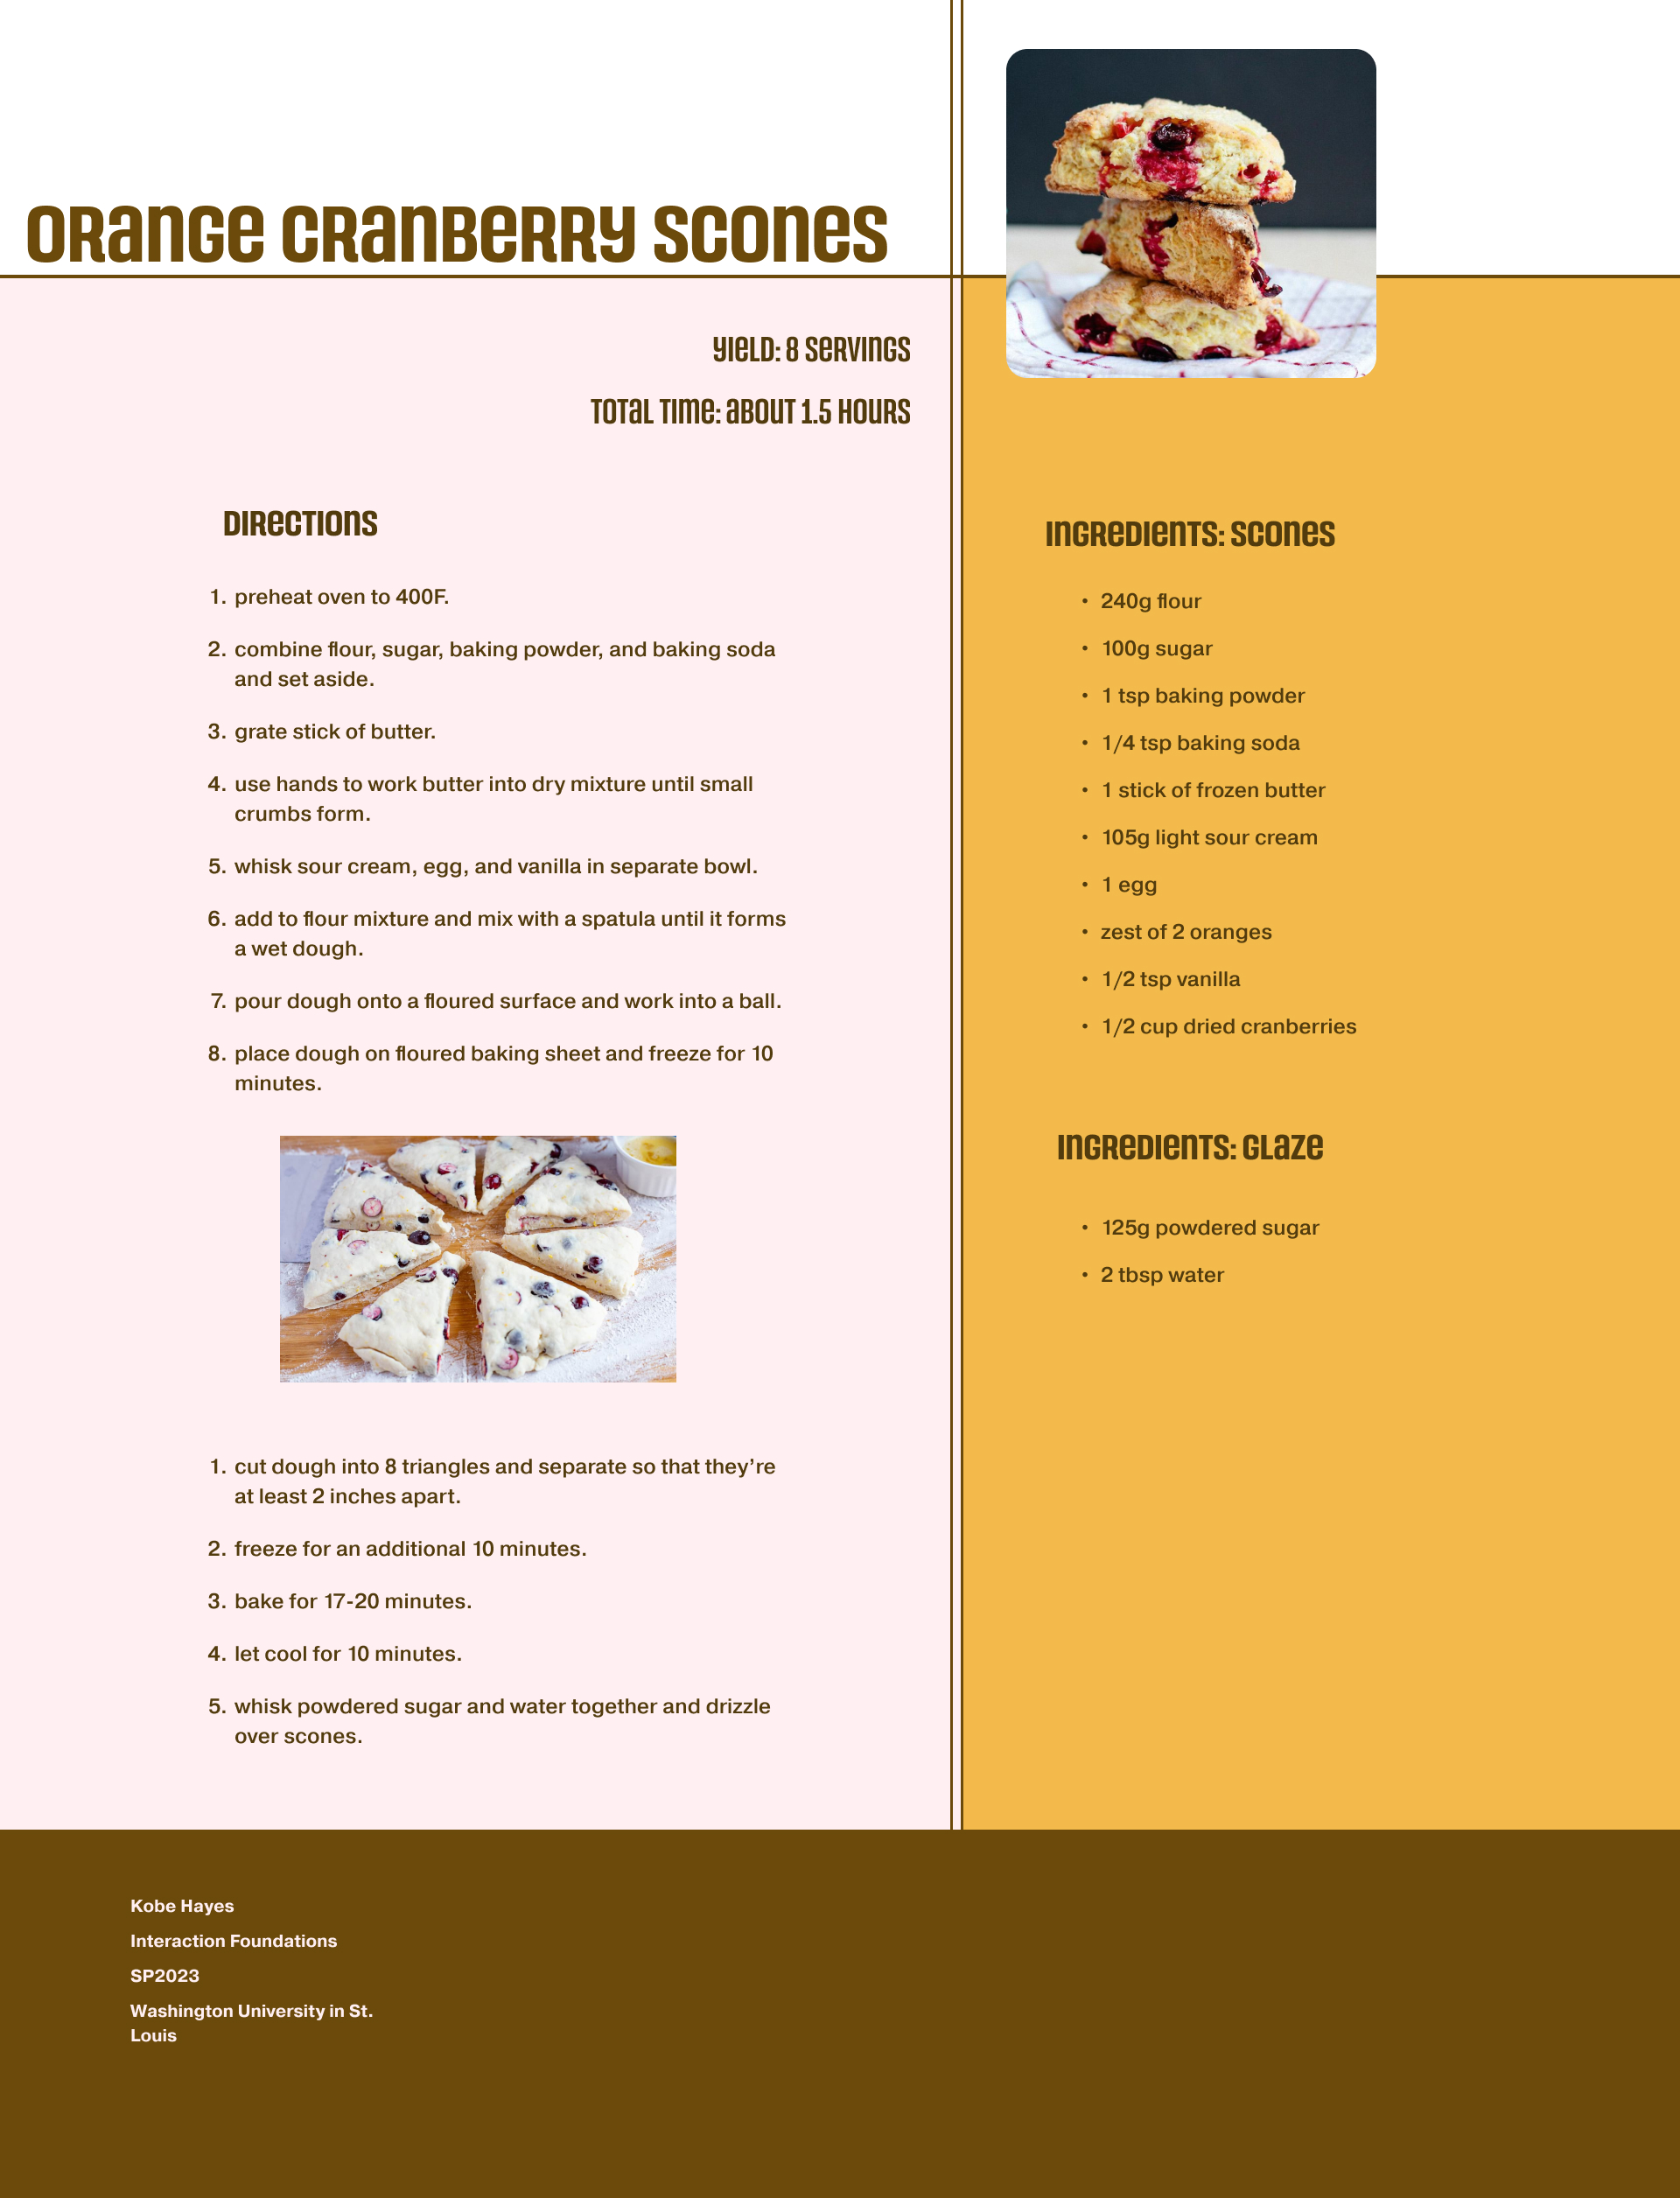 ORANGE CRANBERRY SCONES
YIELD: 8 SERVINGS
TOTAL TIME: ABOUT 1.5 HOURS
DIRECTIONS
1. preheat oven to 400F.
2. combine flour, sugar, baking powder, and baking soda
and set aside.
3. grate stick of butter.
4. use hands to work butter into dry mixture until small
crumbs form.
5. whisk sour cream, egg, and vanilla in separate bowl.
6. add to flour mixture and mix with a spatula until it forms
a wet dough.
7. pour dough onto a floured surface and work into a ball.
8. place dough on floured baking sheet and freeze for 10
minutes.
1. cut dough into 8 triangles and separate so that they’re
at least 2 inches apart.
2. freeze for an additional 10 minutes.
3. bake for 17-20 minutes.
4. let cool for 10 minutes.
5. whisk powdered sugar and water together and drizzle
over scones.
INGREDIENTS: SCONES
• 240g flour
• 100g sugar
• 1 tsp baking powder
• 1/4 tsp baking soda
• 1 stick of frozen butter
• 105g light sour cream
• 1 egg
• zest of 2 oranges
• 1/2 tsp vanilla
• 1/2 cup dried cranberries
INGREDIENTS: GLAZE
• 125g powdered sugar
• 2 tbsp water
Kobe Hayes
Interaction Foundations
SP2023
Washington University in St.
Louis